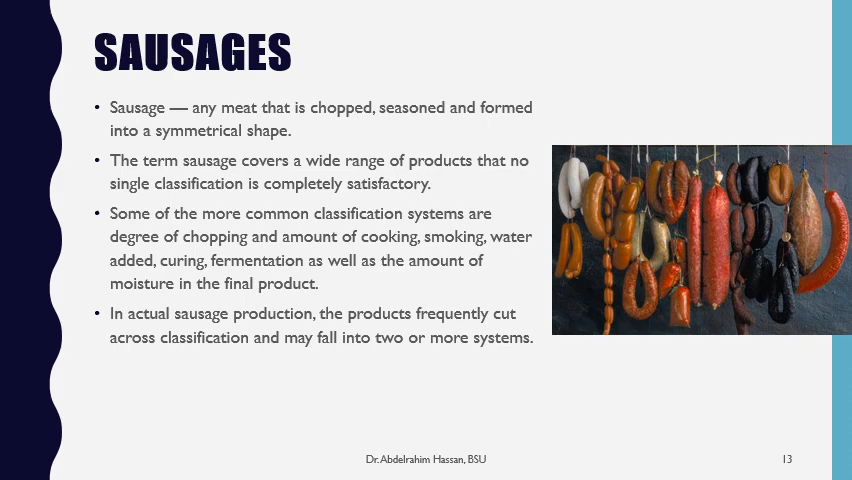 SAUSAGES
• Sausage — any meat that is chopped, seasoned and formed
into a symmetrical shape.
• The term sausage covers a wide range of products that no
single classification is completely satisfactory.
• Some of the more common classification systems are
degree of chopping and amount of cooking, smoking, water
added, curing, fermentation as well as the amount of
moisture in the final product.
• In actual sausage production, the products frequently cut
across classification and may fall into two or more systems.
Dr. Abdelrahim Hassan, BSU
13